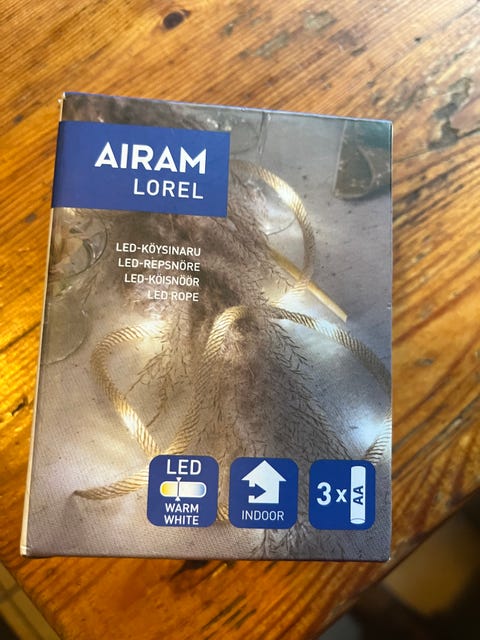 AIRAM
LOREL
LED-KÖYSINARU
LED-REPSNÖRE
LED-KÖISNÖÖR
LED ROPE
LED
WARM
WHITE
INDOOR
3 x AA